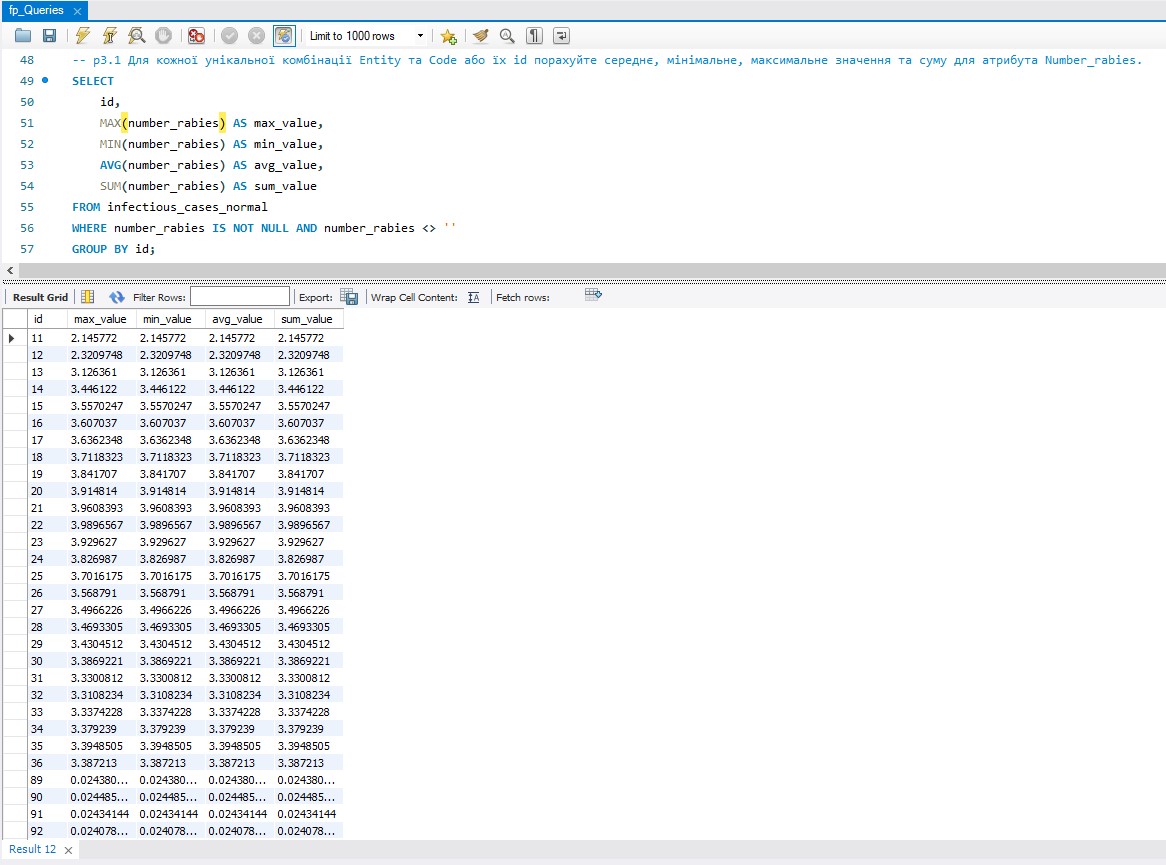 fp_Queries
Limit to 1000 rows
48 -- p3.1 Для кожної унікальної комбінації Entity та Code або їх id порахуйте середнє, мінімальне, максимальне значення та суму для атрибута Number_rabies.
49 SELECT
50 id,
51 MAX(number_rabies) AS max_value,
52 MIN(number_rabies) AS min_value,
53 AVG(number_rabies) AS avg_value,
54 SUM(number_rabies) AS sum_value
55 FROM infectious_cases_normal
56 WHERE number_rabies IS NOT NULL AND number_rabies <> ''
57 GROUP BY id;
Result Grid Filter Rows: Export: Wrap Cell Content: IA Fetch rows:
id max_value min_value avg_value sum_value
11 2.145772 2.145772 2.145772 2.145772
12 2.3209748 2.3209748 2.3209748 2.3209748
13 3.126361 3.126361 3.126361 3.126361
14 3.446122 3.446122 3.446122 3.446122
15 3.5570247 3.5570247 3.5570247 3.5570247
16 3.607037 3.607037 3.607037 3.607037
17 3.6362348 3.6362348 3.6362348 3.6362348
18 3.7118323 3.7118323 3.7118323 3.7118323
19 3.841707 3.841707 3.841707 3.841707
20 3.914814 3.914814 3.914814 3.914814
21 3.9608393 3.9608393 3.9608393 3.9608393
22 3.9896567 3.9896567 3.9896567 3.9896567
23 3.929627 3.929627 3.929627 3.929627
24 3.826987 3.826987 3.826987 3.826987
25 3.7016175 3.7016175 3.7016175 3.7016175
26 3.568791 3.568791 3.568791 3.568791
27 3.4966226 3.4966226 3.4966226 3.4966226
28 3.4693305 3.4693305 3.4693305 3.4693305
29 3.4304512 3.4304512 3.4304512 3.4304512
30 3.3869221 3.3869221 3.3869221 3.3869221
31 3.3300812 3.3300812 3.3300812 3.3300812
32 3.3108234 3.3108234 3.3108234 3.3108234
33 3.3374228 3.3374228 3.3374228 3.3374228
34 3.379239 3.379239 3.379239 3.379239
35 3.3948505 3.3948505 3.3948505 3.3948505
36 3.387213 3.387213 3.387213 3.387213
89 0.024380... 0.024380... 0.024380... 0.024380...
90 0.024485... 0.024485... 0.024485... 0.024485...
91 0.02434144 0.02434144 0.02434144 0.02434144
92 0.024078... 0.024078... 0.024078... 0.024078...
Result 12